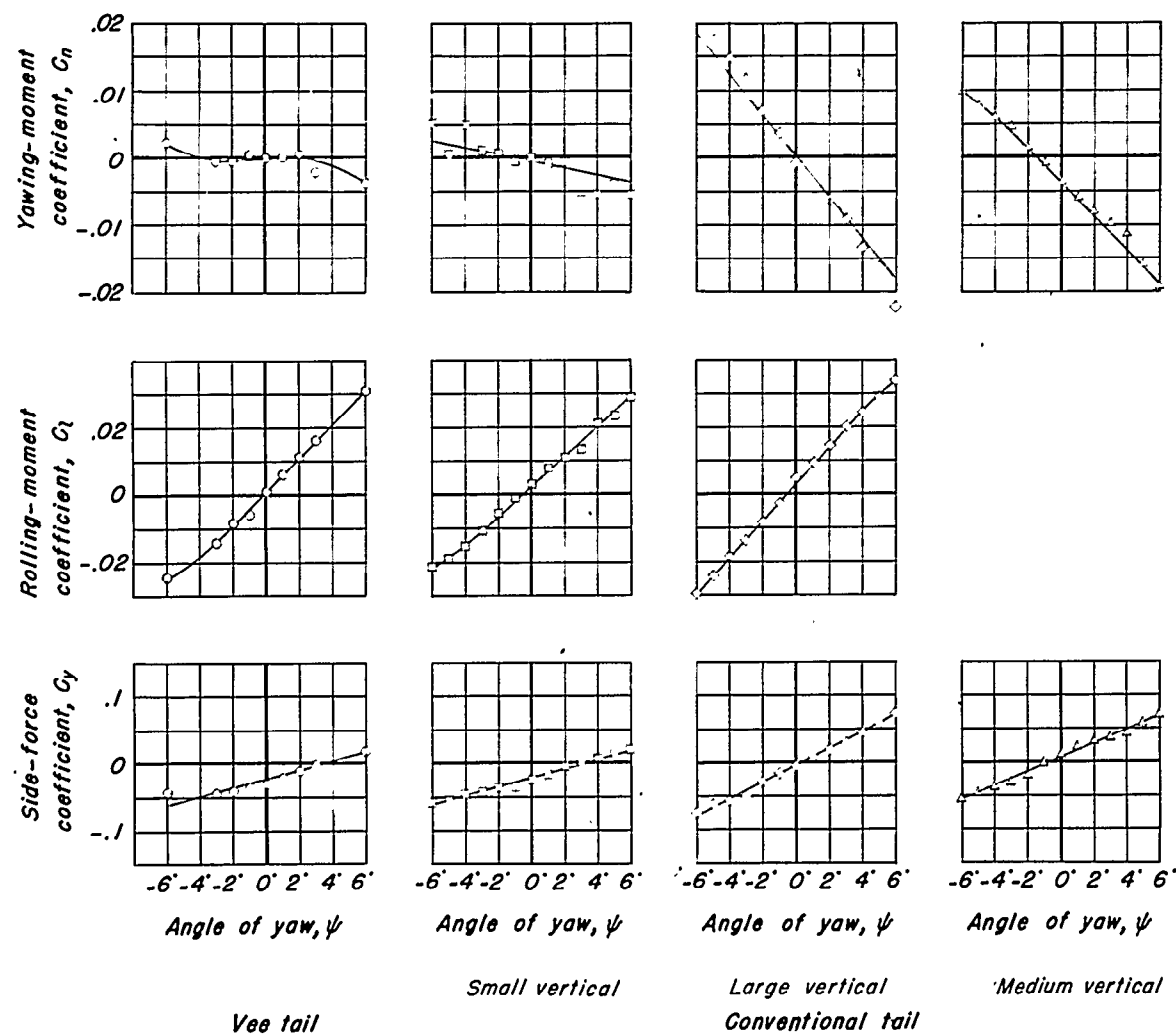 Yawing-moment
coefficient, Cn
.02
.01
0
-.01
-.02
Rolling-moment
coefficient, Cl
.02
0
-.02
Side-force
coefficient, Cy
.1
0
-.1
-6° -4° -2° 0° 2° 4° 6°
-6° -4° -2° 0° 2° 4° 6°
-6° -4° -2° 0° 2° 4° 6°
-6° -4° -2° 0° 2° 4° 6°
Angle of yaw, ψ
Angle of yaw, ψ
Angle of yaw, ψ
Angle of yaw, ψ
Small vertical
Large vertical
Medium vertical
Vee tail
Conventional tail